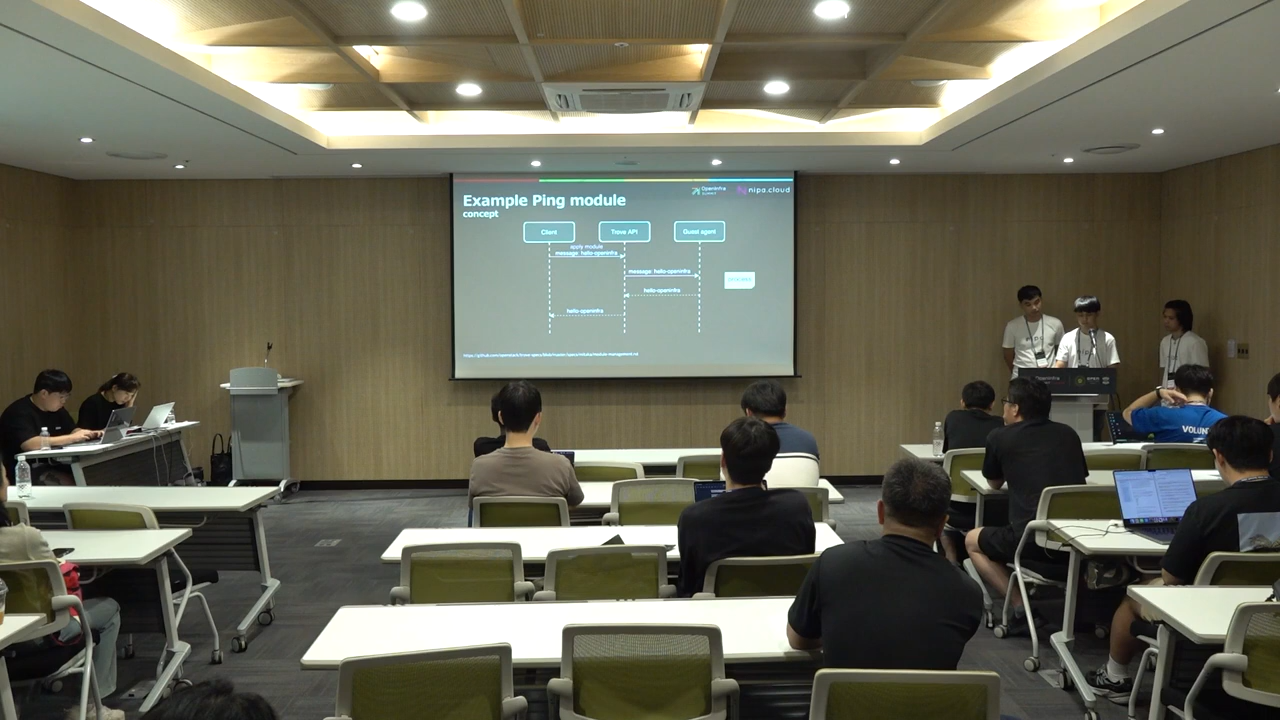 Example Ping module
concept
OpenInfra
SUMMIT
nipa.cloud
Client
Trove API
Guest agent
apply module
message: hello-openinfra
message: hello-openinfra
hello-openinfra
hello-openinfra
VOLUN